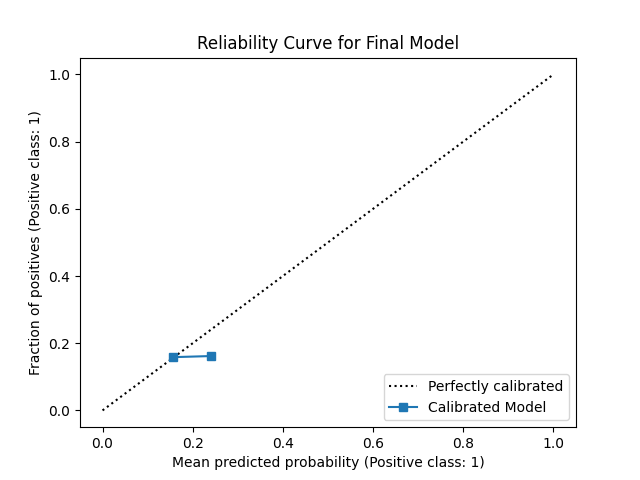 Reliability Curve for Final Model
Fraction of positives (Positive class: 1)
1.0
0.8
0.6
0.4
0.2
0.0
0.0 0.2 0.4 0.6 0.8 1.0
Mean predicted probability (Positive class: 1)
Perfectly calibrated
Calibrated Model